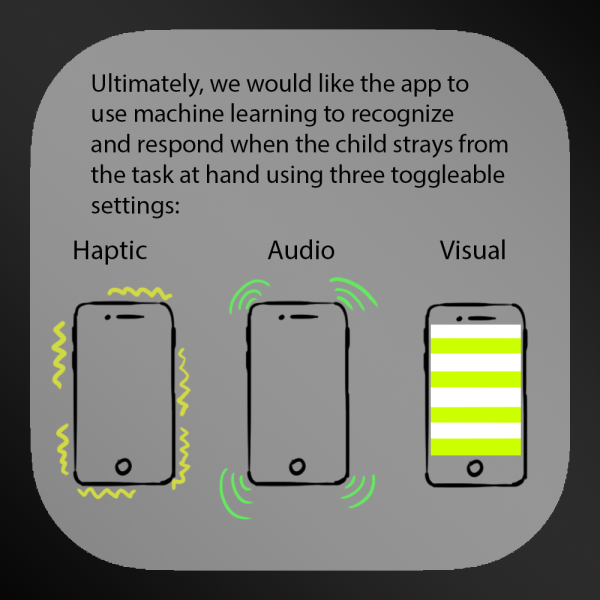 Ultimately, we would like the app to
use machine learning to recognize
and respond when the child strays from
the task at hand using three toggleable
settings:
Haptic Audio Visual